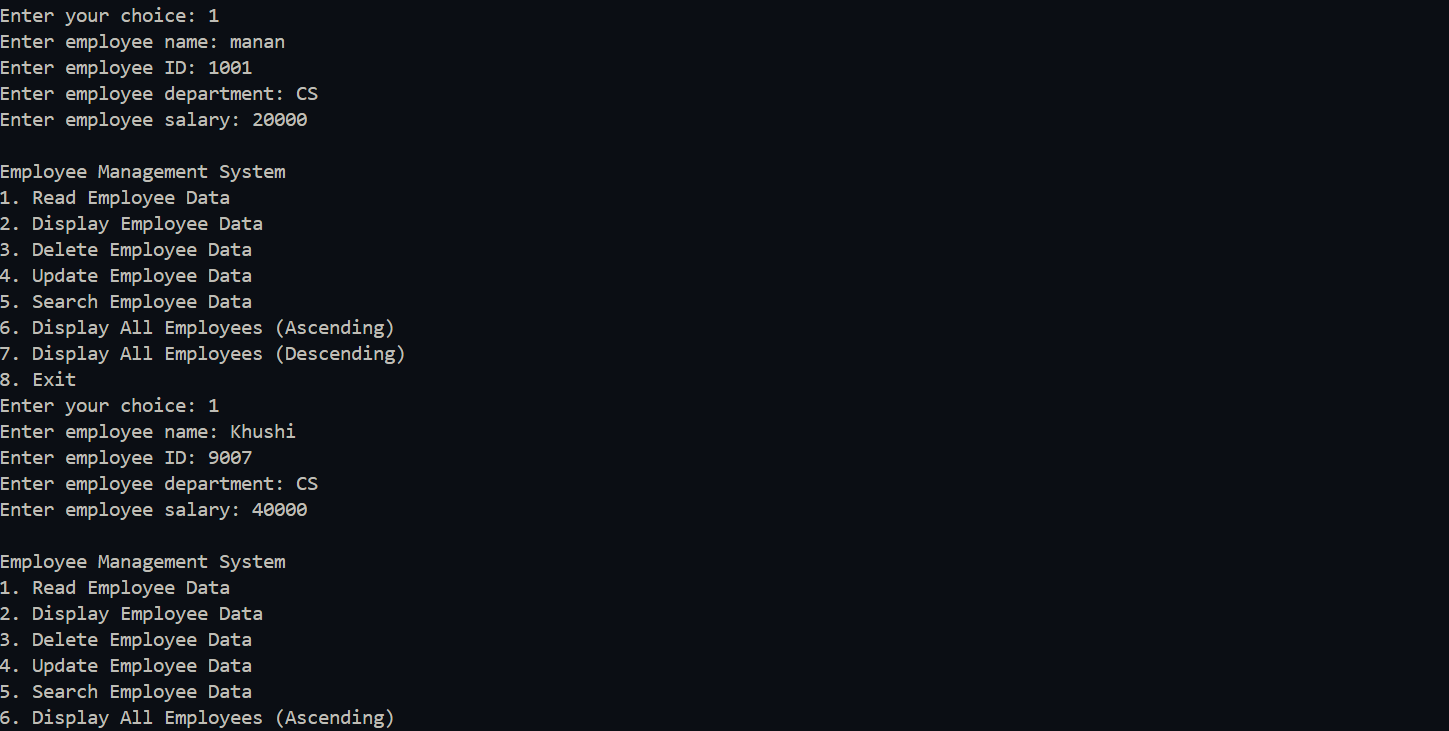 Enter your choice: 1
Enter employee name: manan
Enter employee ID: 1001
Enter employee department: CS
Enter employee salary: 20000

Employee Management System
1. Read Employee Data
2. Display Employee Data
3. Delete Employee Data
4. Update Employee Data
5. Search Employee Data
6. Display All Employees (Ascending)
7. Display All Employees (Descending)
8. Exit
Enter your choice: 1
Enter employee name: Khushi
Enter employee ID: 9007
Enter employee department: CS
Enter employee salary: 40000

Employee Management System
1. Read Employee Data
2. Display Employee Data
3. Delete Employee Data
4. Update Employee Data
5. Search Employee Data
6. Display All Employees (Ascending)